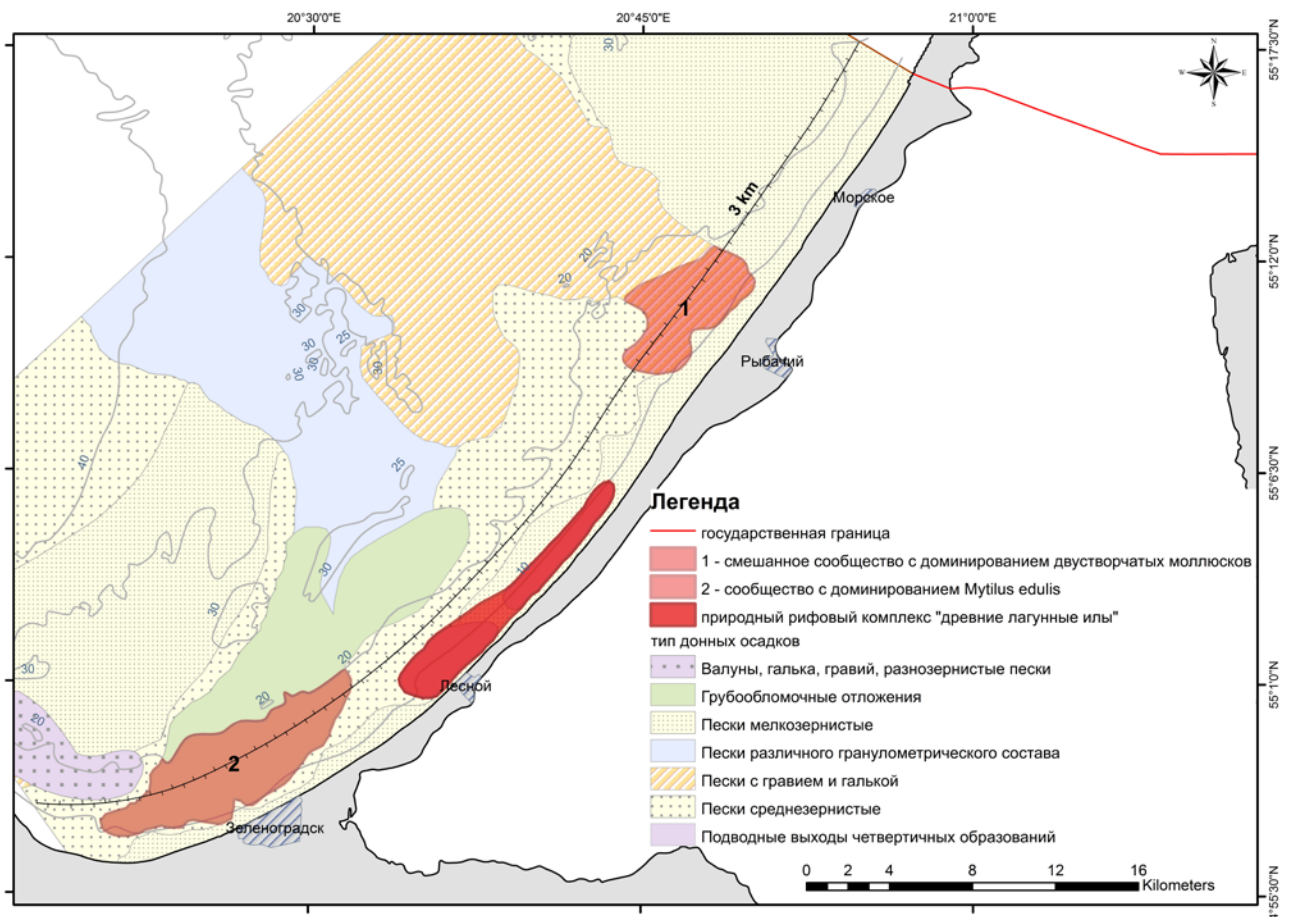 20°30'0"E
20°45'0"E
21°0'0"E
55°17'30"N
N
W
E
S
30
3 km
Морское
55°12'0"N
20
20
1
30
25
30
30
30
30
Рыбачий
40
25
55°6'30"N
10
30
30
20
30
20
20
Лесной
55°1'0"N
2
Зеленоградск
Легенда
государственная граница
1 - смешанное сообщество с доминированием двустворчатых моллюсков
2 - сообщество с доминированием Mytilus edulis
природный рифовый комплекс "древние лагунные илы"
тип донных осадков
Валуны, галька, гравий, разнозернистые пески
Грубообломочные отложения
Пески мелкозернистые
Пески различного гранулометрического состава
Пески с гравием и галькой
Пески среднезернистые
Подводные выходы четвертичных образований
0 2 4 8 12 16
Kilometers
°55'30"N